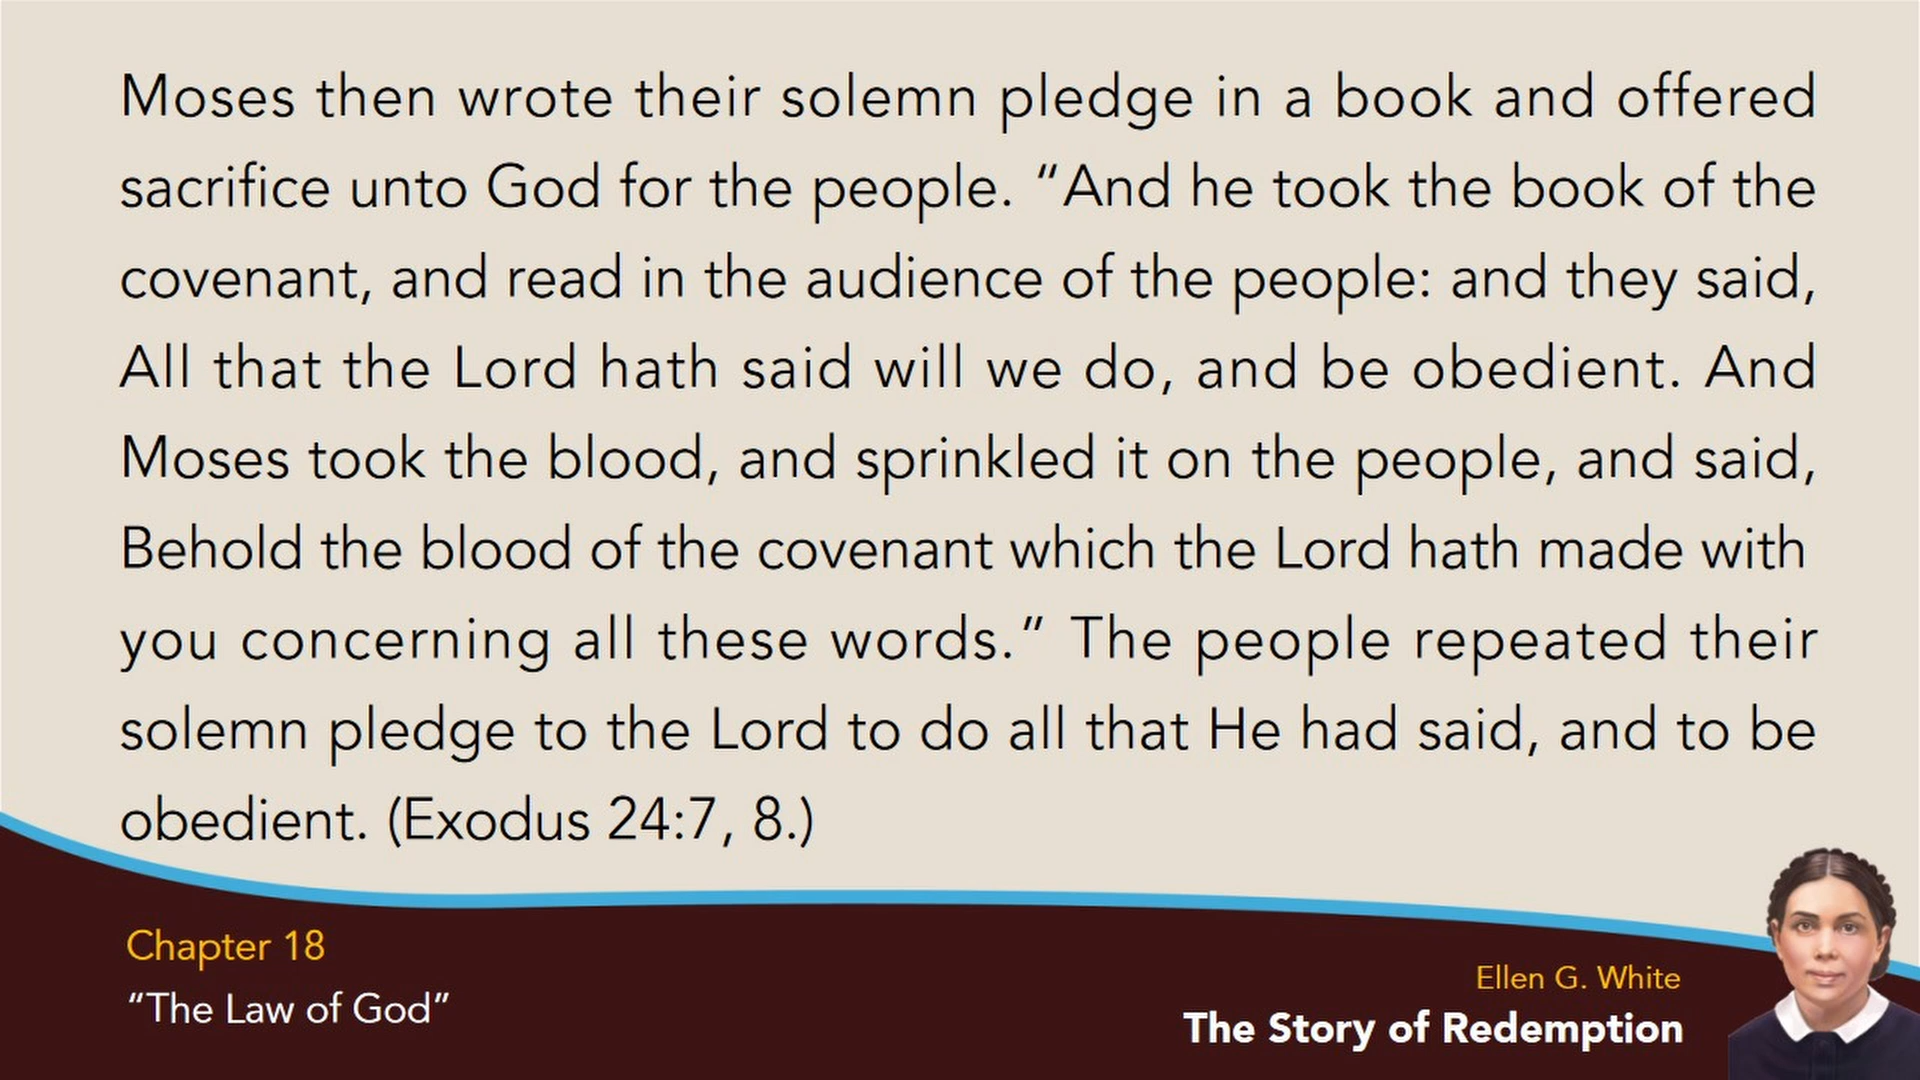 Moses then wrote their solemn pledge in a book and offered
sacrifice unto God for the people. “And he took the book of the
covenant, and read in the audience of the people: and they said,
All that the Lord hath said will we do, and be obedient. And
Moses took the blood, and sprinkled it on the people, and said,
Behold the blood of the covenant which the Lord hath made with
you concerning all these words.” The people repeated their
solemn pledge to the Lord to do all that He had said, and to be
obedient. (Exodus 24:7, 8.)
Chapter 18
“The Law of God”
Ellen G. White
The Story of Redemption